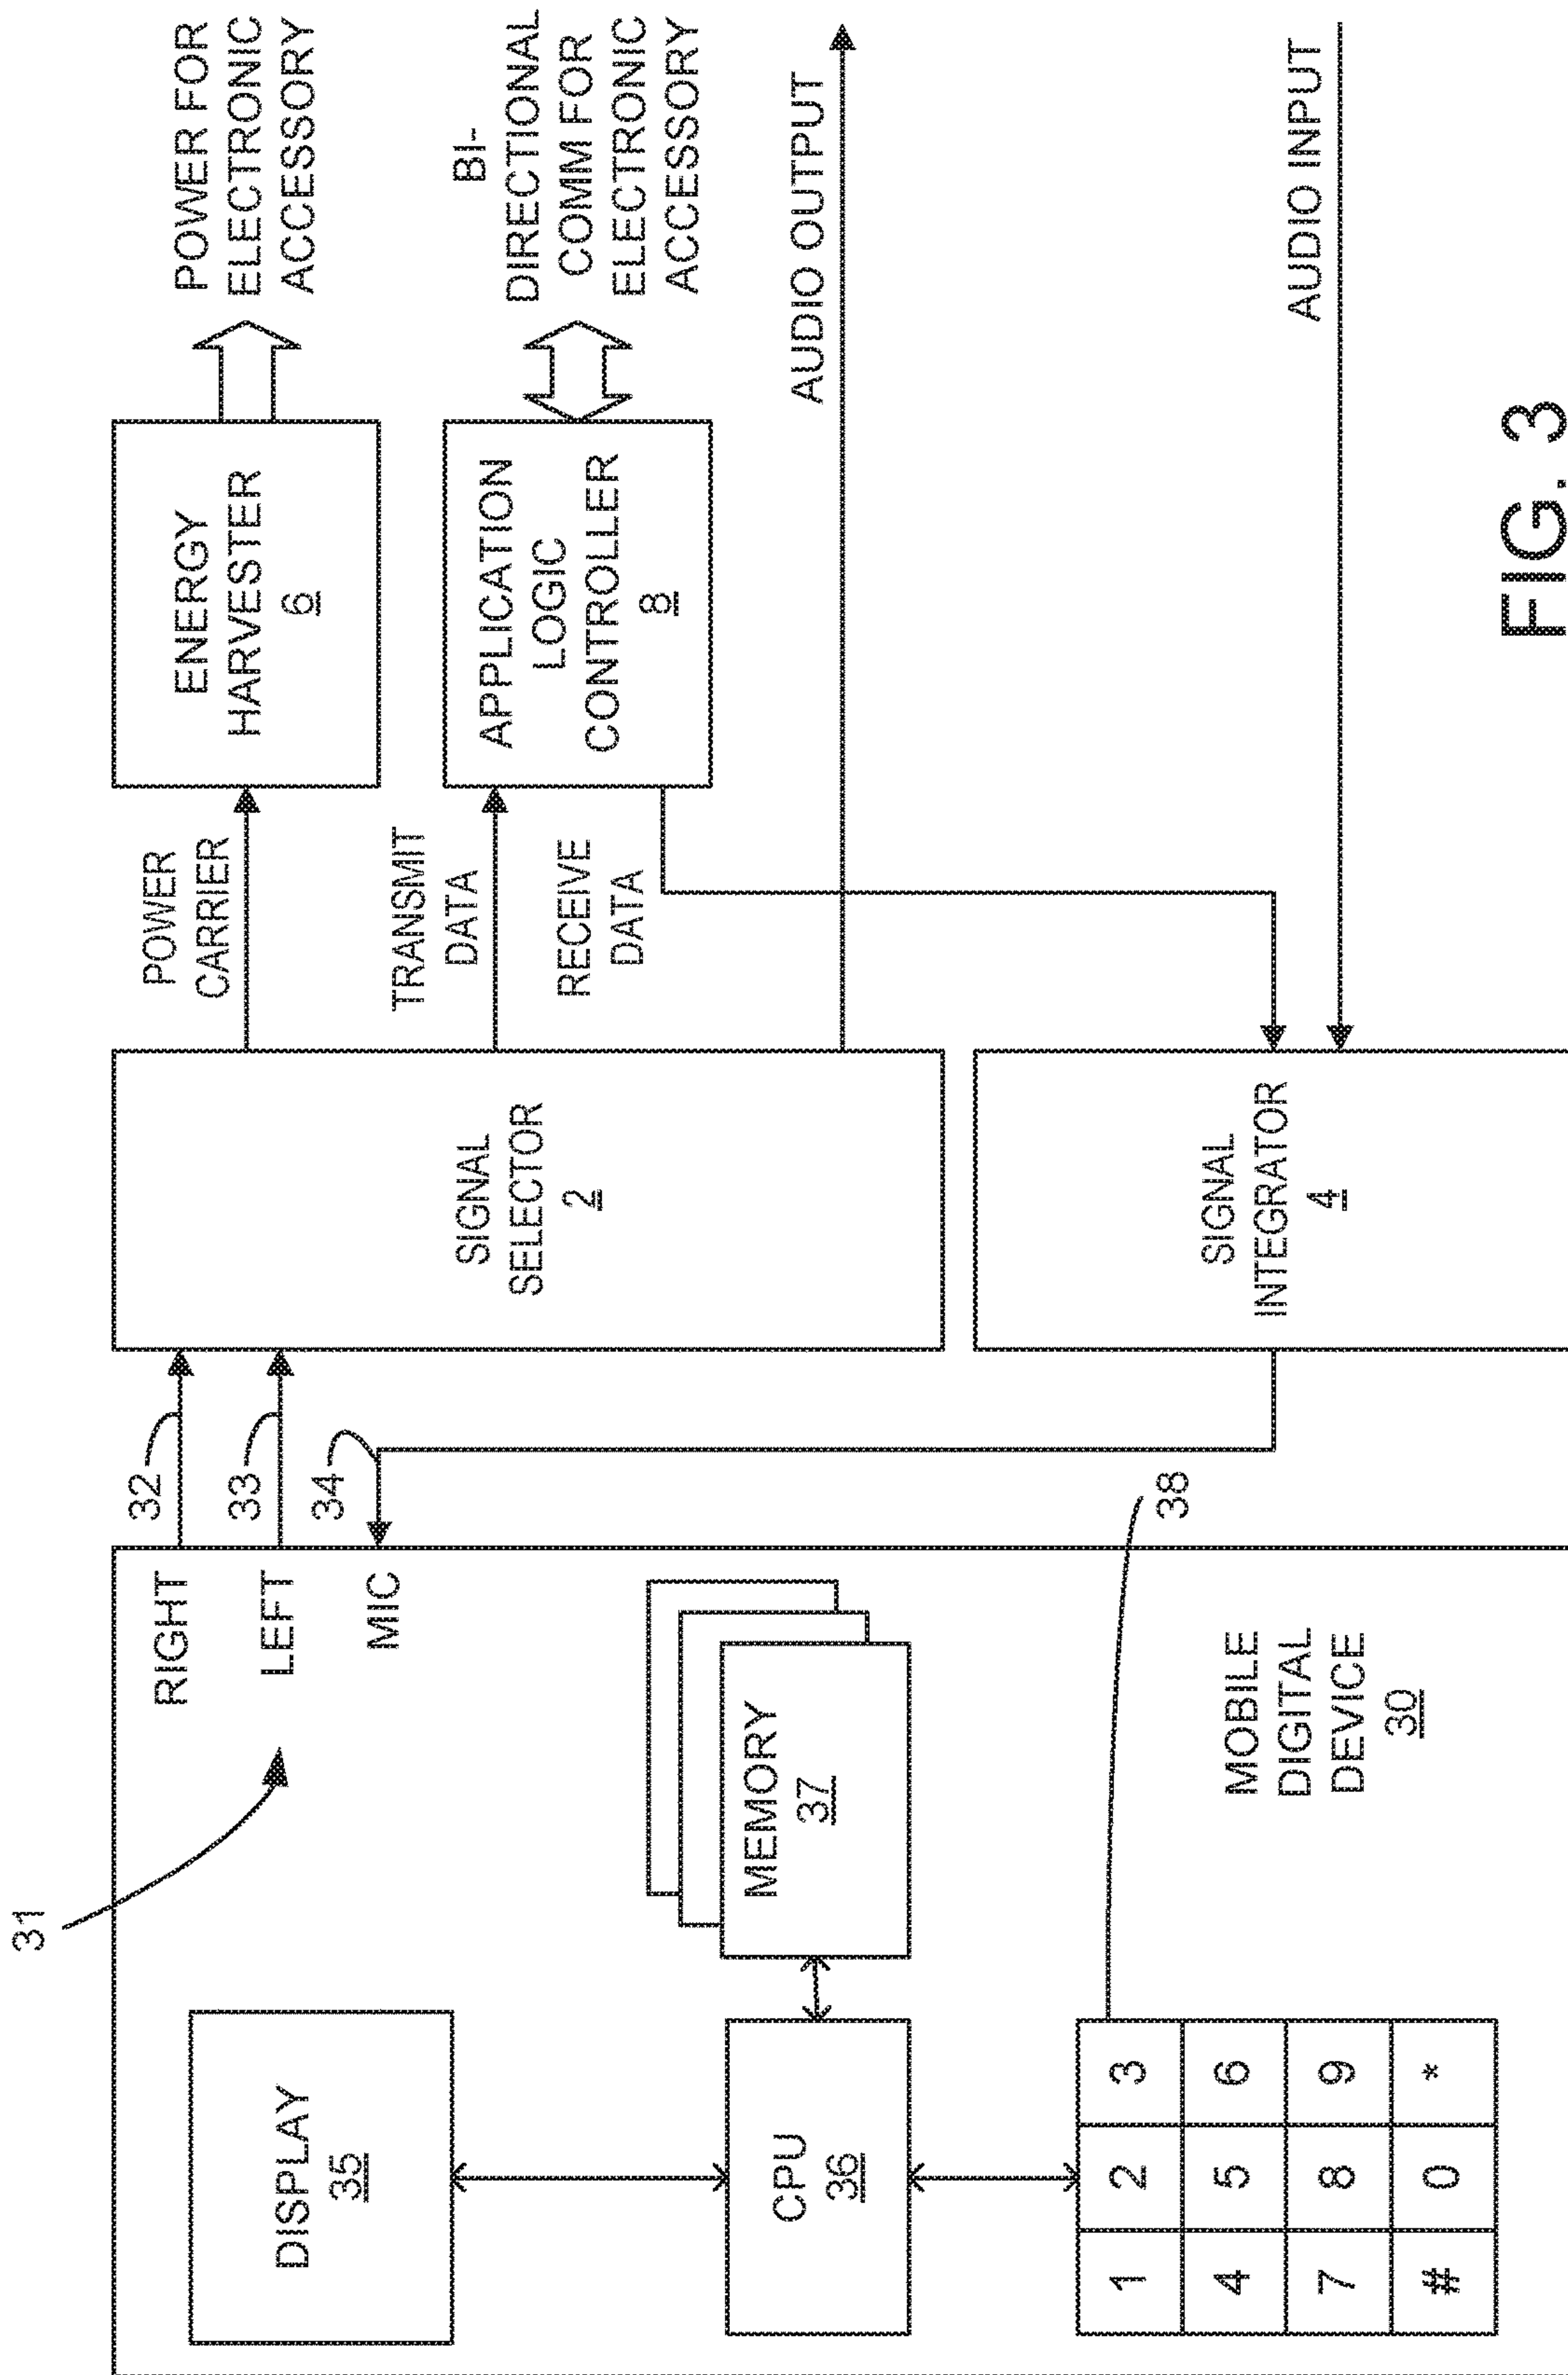 31
DISPLAY
35
CPU
36
MEMORY
37
1 2 3
4 5 6
7 8 9
# 0 *
38
MOBILE
DIGITAL
DEVICE
30
RIGHT
LEFT
MIC
32
33
34
SIGNAL
SELECTOR
2
SIGNAL
INTEGRATOR
4
POWER
CARRIER
TRANSMIT
DATA
RECEIVE
DATA
ENERGY
HARVESTER
6
APPLICATION
LOGIC
CONTROLLER
8
POWER FOR
ELECTRONIC
ACCESSORY
BI-
DIRECTIONAL
COMM FOR
ELECTRONIC
ACCESSORY
AUDIO OUTPUT
AUDIO INPUT
FIG. 3